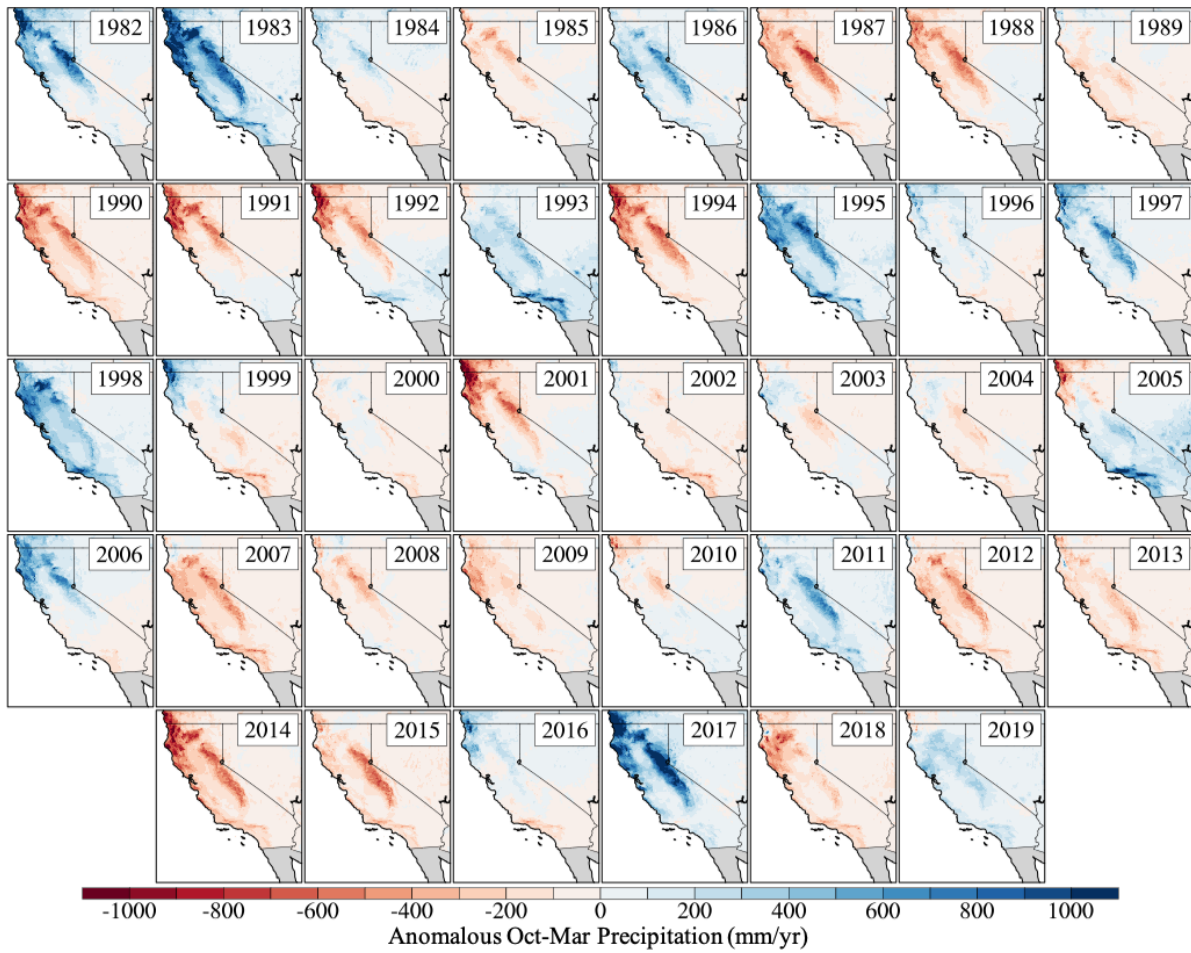 1982 1983 1984 1985 1986 1987 1988 1989
1990 1991 1992 1993 1994 1995 1996 1997
1998 1999 2000 2001 2002 2003 2004 2005
2006 2007 2008 2009 2010 2011 2012 2013
2014 2015 2016 2017 2018 2019
-1000 -800 -600 -400 -200 0 200 400 600 800 1000
Anomalous Oct-Mar Precipitation (mm/yr)